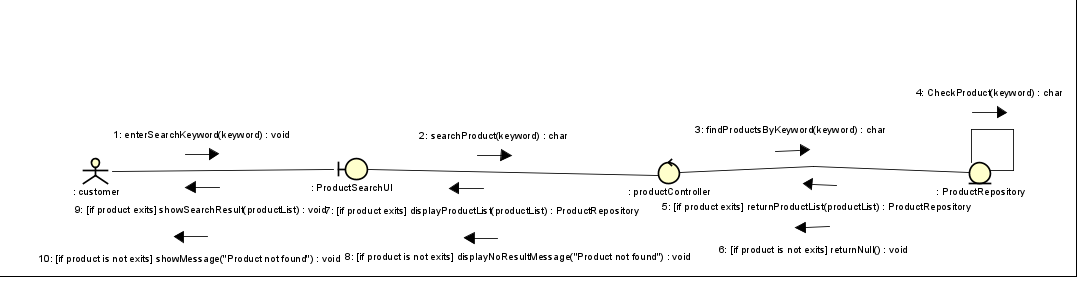 4: CheckProduct(keyword) : char
3: findProductsByKeyword(keyword) : char
1: enterSearchKeyword(keyword) : void
2: searchProduct(keyword) : char
: customer
: ProductSearchUI
: productController
: ProductRepository
9: [if product exits] showSearchResult(productList) : void
7: [if product exits] displayProductList(productList) : ProductRepository
5: [if product exits] returnProductList(productList) : ProductRepository
6: [if product is not exits] returnNull() : void
10: [if product is not exits] showMessage("Product not found") : void
8: [if product is not exits] displayNoResultMessage("Product not found") : void